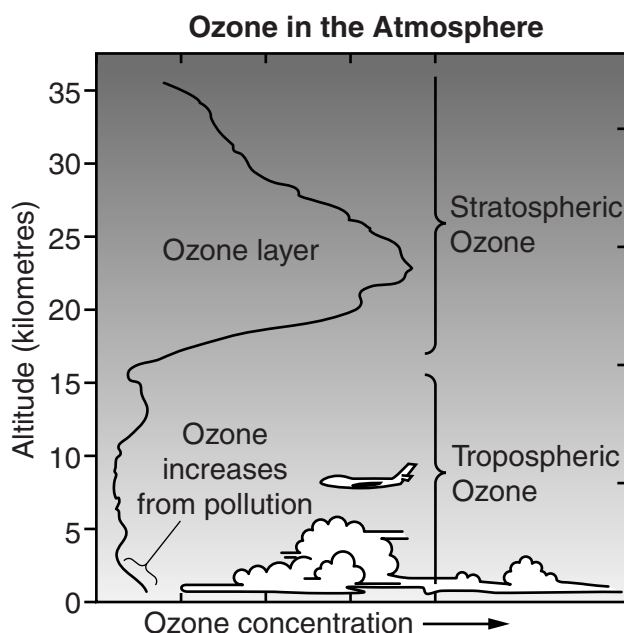 Ozone in the Atmosphere
Altitude (kilometres)
35
30
25
20
15
10
5
0
Ozone layer
Stratospheric
Ozone
Ozone
increases
from pollution
Tropospheric
Ozone
Ozone concentration